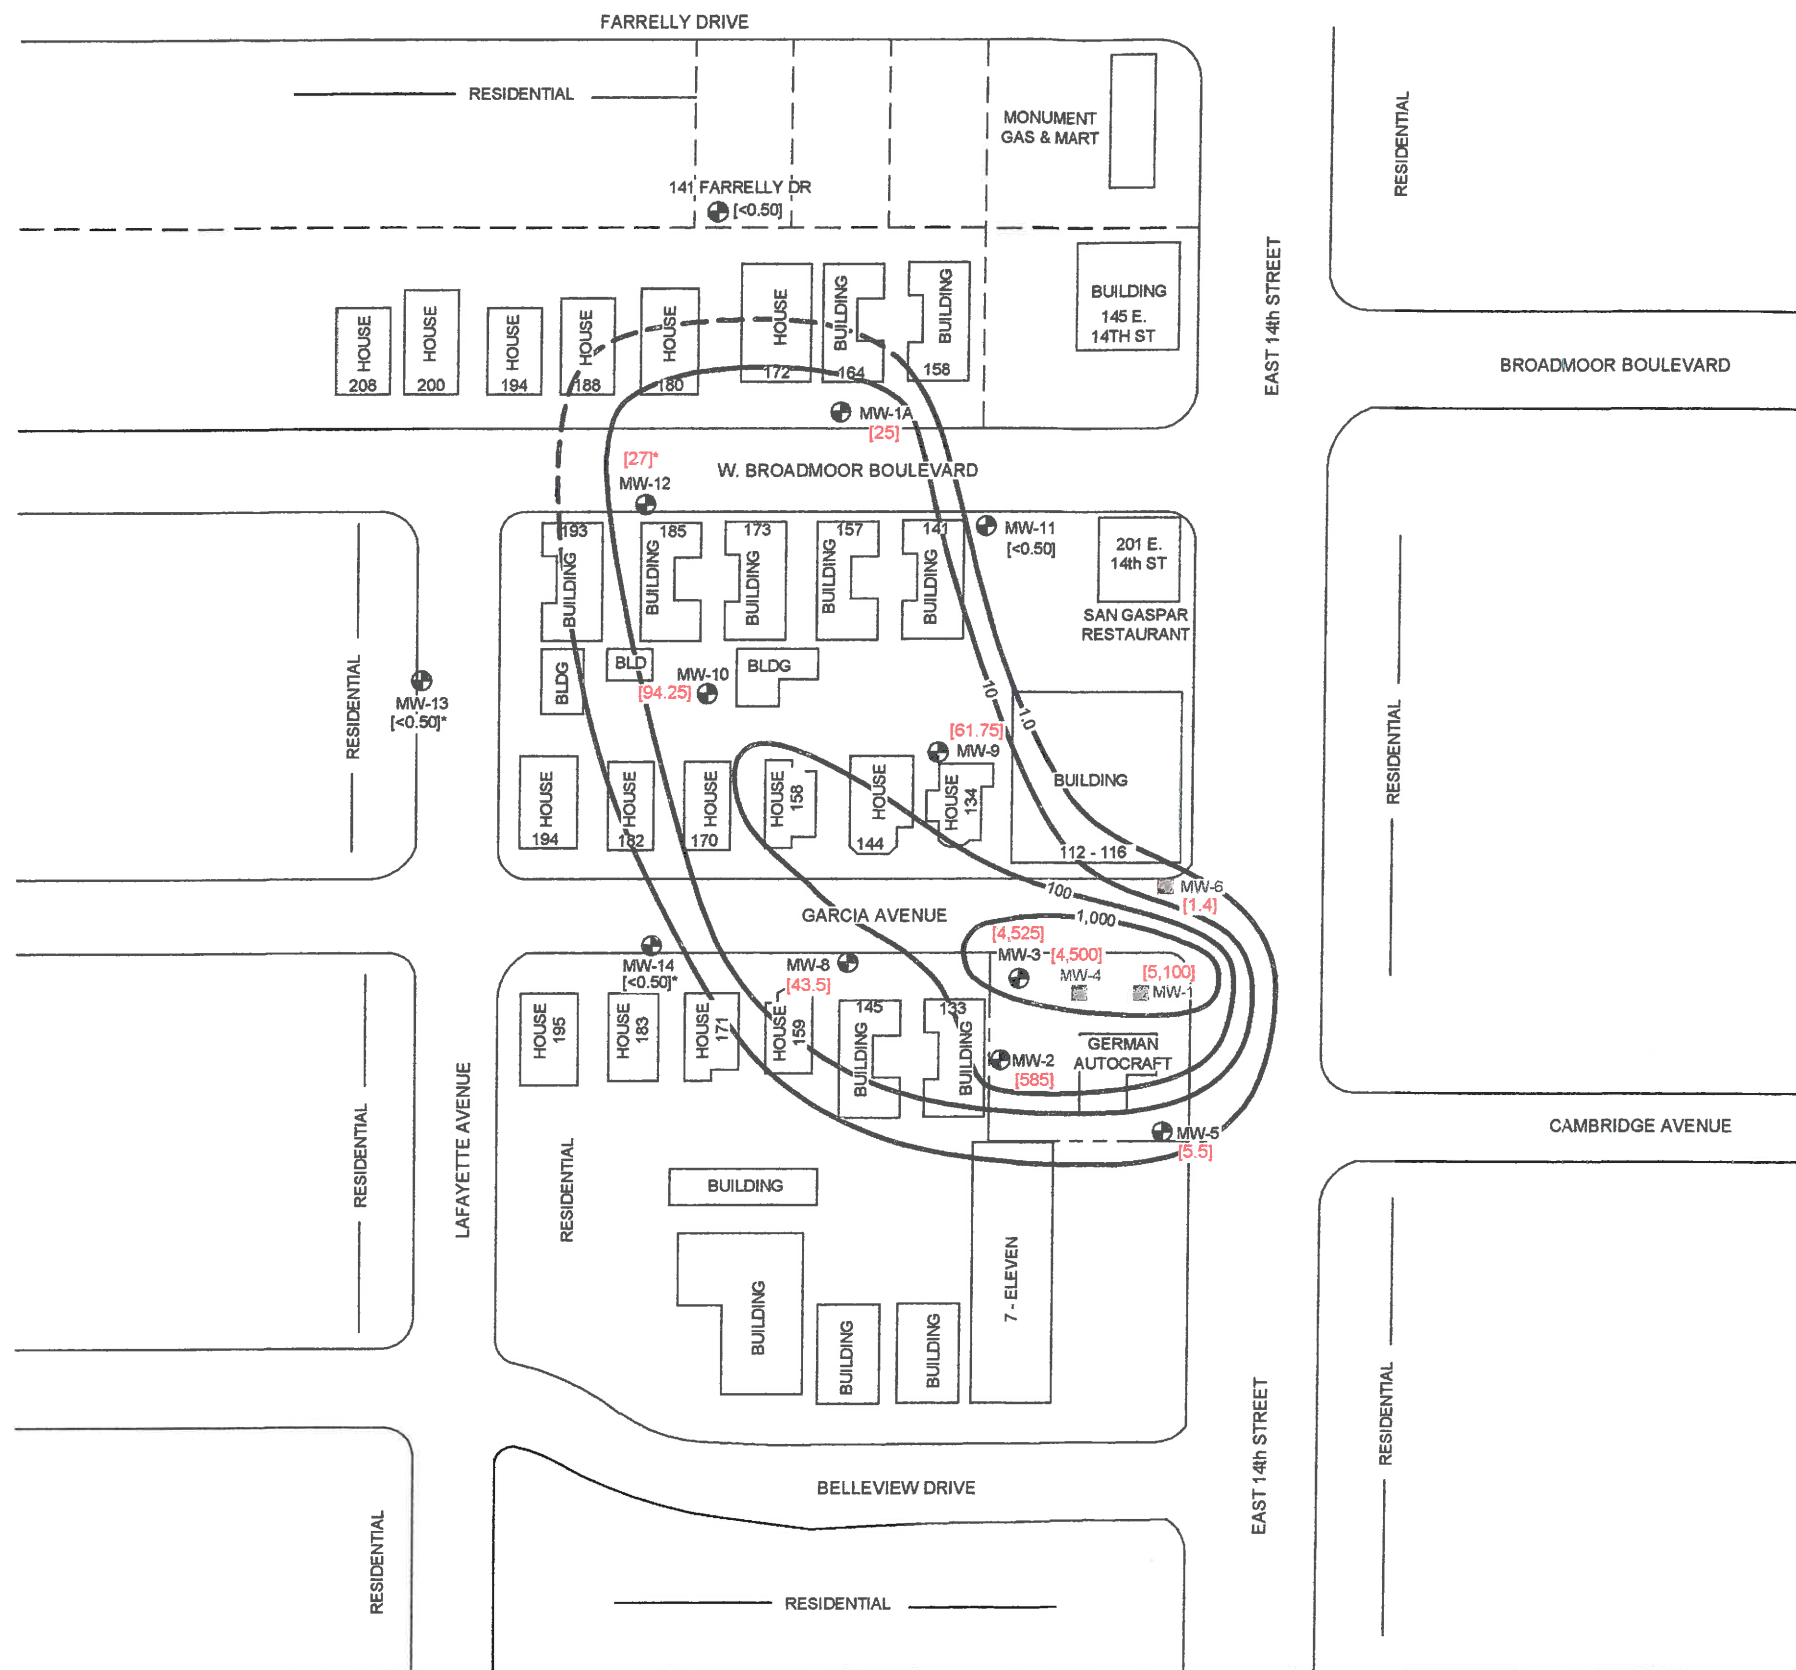 FARRELLY DRIVE
RESIDENTIAL
MONUMENT
GAS & MART
RESIDENTIAL
141 FARRELLY DR
[<0.50]
EAST 14th STREET
BUILDING
145 E.
14TH ST
HOUSE
208
HOUSE
200
HOUSE
194
HOUSE
188
HOUSE
180
HOUSE
172
BUILDING
164
BUILDING
158
BROADMOOR BOULEVARD
MW-1A
[25]
[27]*
MW-12
W. BROADMOOR BOULEVARD
193
BUILDING
185
BUILDING
173
BUILDING
157
BUILDING
141
BUILDING
MW-11
[<0.50]
201 E.
14th ST
SAN GASPAR
RESTAURANT
RESIDENTIAL
MW-13
[<0.50]*
BLDG
BLD
MW-10
[94.25]
BLDG
10
1.0
[61.75]
MW-9
RESIDENTIAL
HOUSE
194
HOUSE
182
HOUSE
170
HOUSE
158
HOUSE
144
HOUSE
134
BUILDING
112 - 116
100
MW-6
[1.4]
GARCIA AVENUE
1,000
[4,525]
MW-3
[4,500]
MW-4
[5,100]
MW-1
MW-14
[<0.50]*
MW-8
[43.5]
HOUSE
195
HOUSE
183
HOUSE
171
HOUSE
159
145
BUILDING
133
BUILDING
MW-2
[585]
GERMAN
AUTOCRAFT
MW-5
[5.5]
CAMBRIDGE AVENUE
RESIDENTIAL
LAFAYETTE AVENUE
RESIDENTIAL
BUILDING
BUILDING
BUILDING
BUILDING
7 - ELEVEN
EAST 14th STREET
RESIDENTIAL
BELLEVIEW DRIVE
RESIDENTIAL
RESIDENTIAL